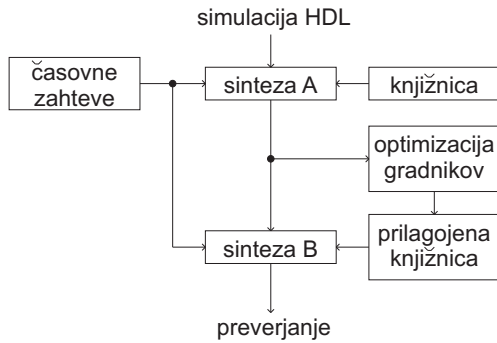 simulacija HDL
časovne
zahteve
sinteza A
knjižnica
optimizacija
gradnikov
sinteza B
prilagojena
knjižnica
preverjanje